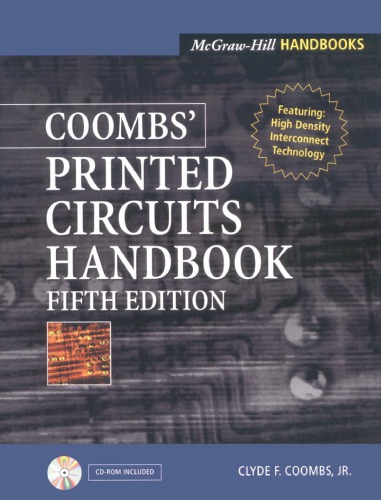 McGraw-Hill HANDBOOKS
Featuring:
High Density
Interconnect
Technology
COOMBS'
PRINTED
CIRCUITS
HANDBOOK
FIFTH EDITION
CD-ROM INCLUDED
CLYDE F. COOMBS, JR.